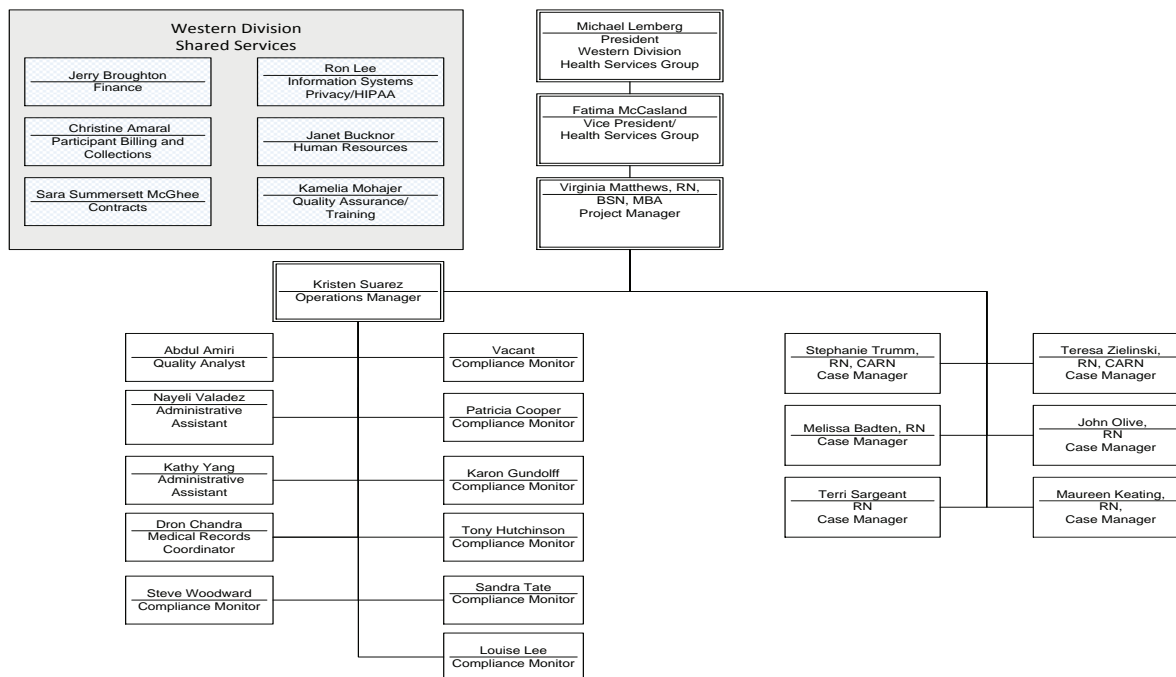 Western Division
Shared Services
Jerry Broughton
Finance
Ron Lee
Information Systems
Privacy/HIPAA
Christine Amaral
Participant Billing and
Collections
Janet Bucknor
Human Resources
Sara Summersett McGhee
Contracts
Kamelia Mohajer
Quality Assurance/
Training
Michael Lemberg
President
Western Division
Health Services Group
Fatima McCasland
Vice President/
Health Services Group
Virginia Matthews, RN,
BSN, MBA
Project Manager
Kristen Suarez
Operations Manager
Abdul Amiri
Quality Analyst
Vacant
Compliance Monitor
Nayeli Valadez
Administrative
Assistant
Patricia Cooper
Compliance Monitor
Kathy Yang
Administrative
Assistant
Karon Gundolff
Compliance Monitor
Dron Chandra
Medical Records
Coordinator
Tony Hutchinson
Compliance Monitor
Steve Woodward
Compliance Monitor
Sandra Tate
Compliance Monitor
Louise Lee
Compliance Monitor
Stephanie Trumm,
RN, CARN
Case Manager
Teresa Zielinski,
RN, CARN
Case Manager
Melissa Badten, RN
Case Manager
John Olive,
RN
Case Manager
Terri Sargeant
RN
Case Manager
Maureen Keating,
RN,
Case Manager